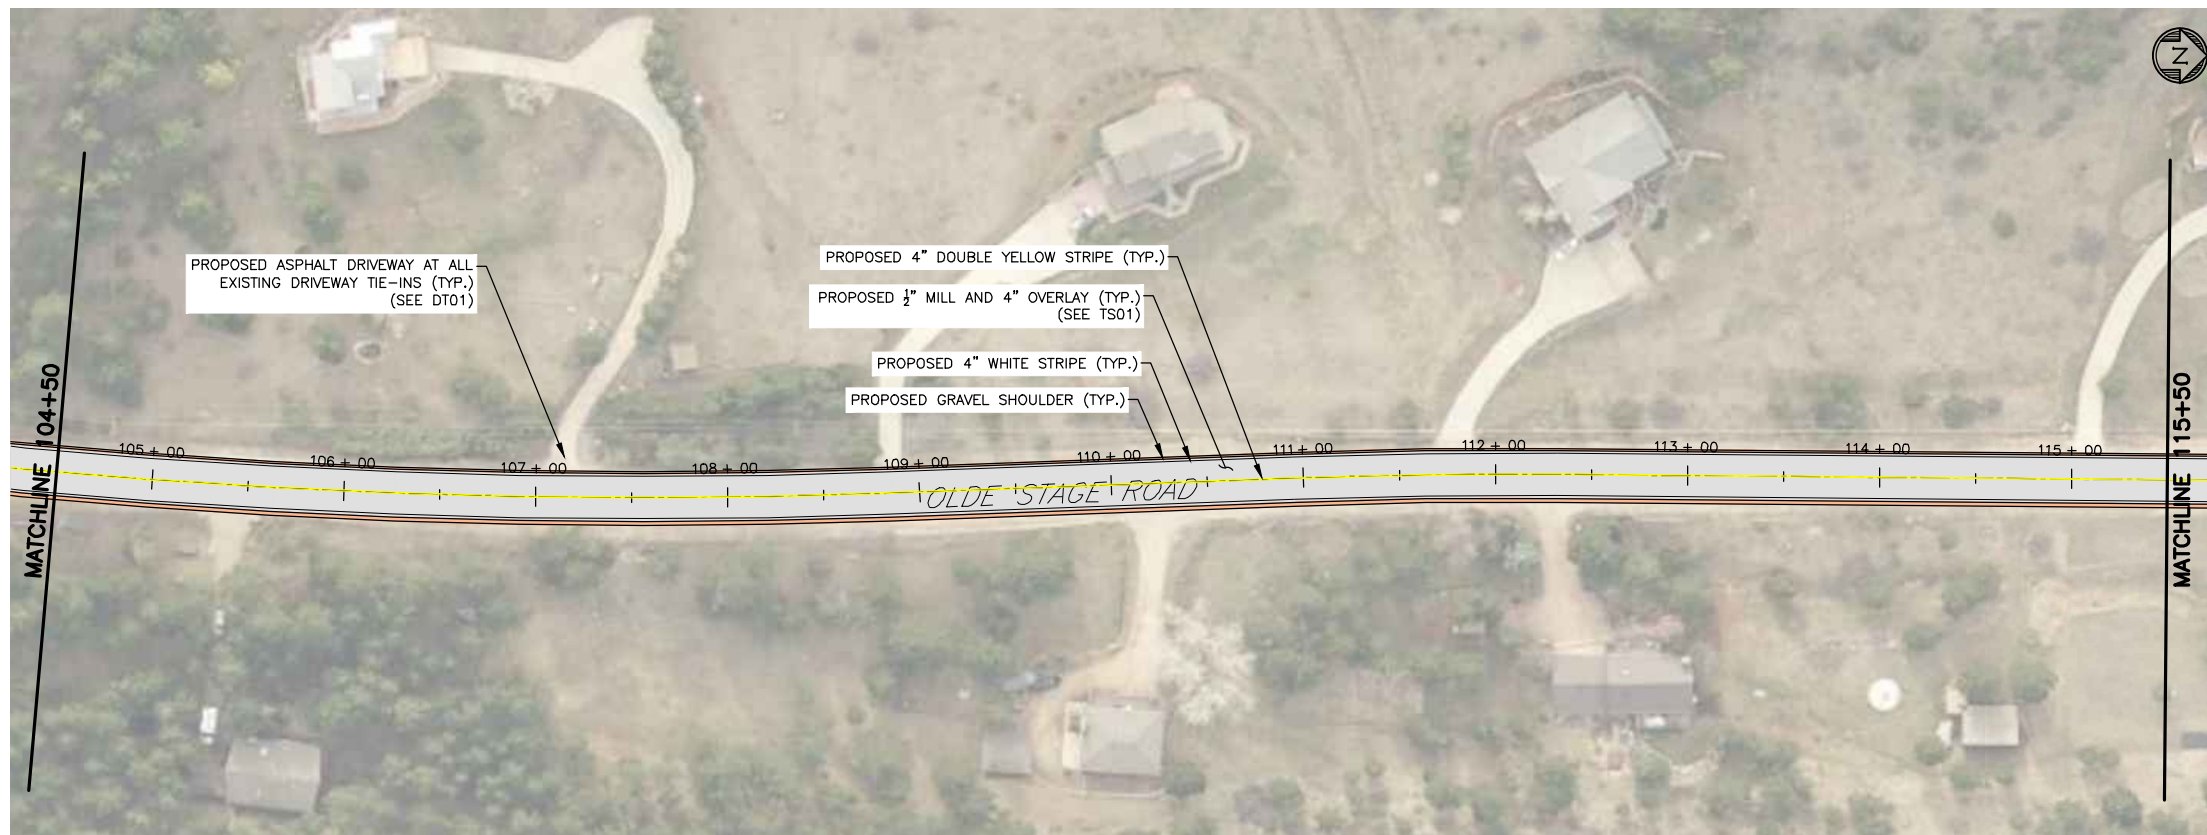 N
PROPOSED ASPHALT DRIVEWAY AT ALL
EXISTING DRIVEWAY TIE-INS (TYP.)
(SEE DT01)
PROPOSED 4" DOUBLE YELLOW STRIPE (TYP.)
PROPOSED ½" MILL AND 4" OVERLAY (TYP.)
(SEE TS01)
PROPOSED 4" WHITE STRIPE (TYP.)
PROPOSED GRAVEL SHOULDER (TYP.)
MATCHLINE 104+50
105+00
106+00
107+00
108+00
109+00
110+00
111+00
112+00
113+00
114+00
115+00
OLDE STAGE ROAD
MATCHLINE 115+50